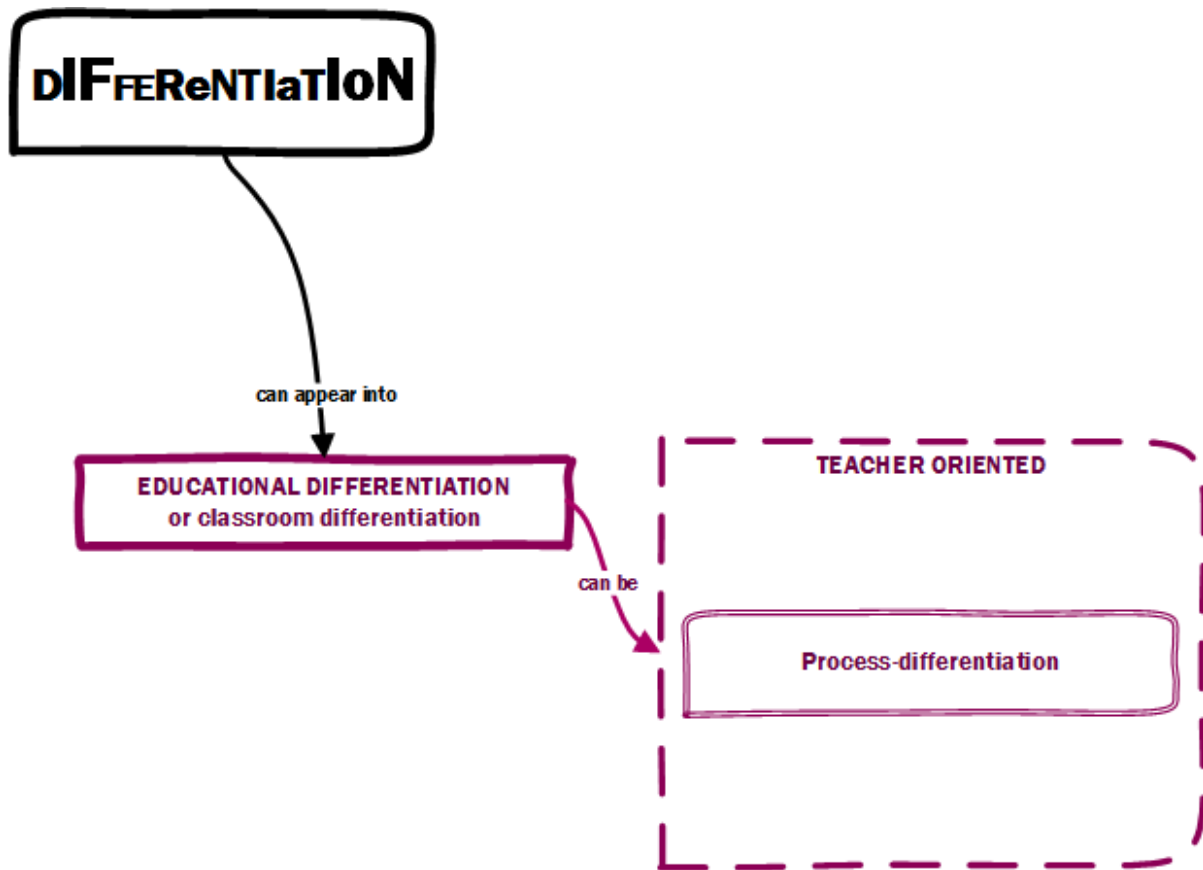 DIFFEReNTIaTIoN
can appear into
EDUCATIONAL DIFFERENTIATION
or classroom differentiation
can be
TEACHER ORIENTED
Process-differentiation